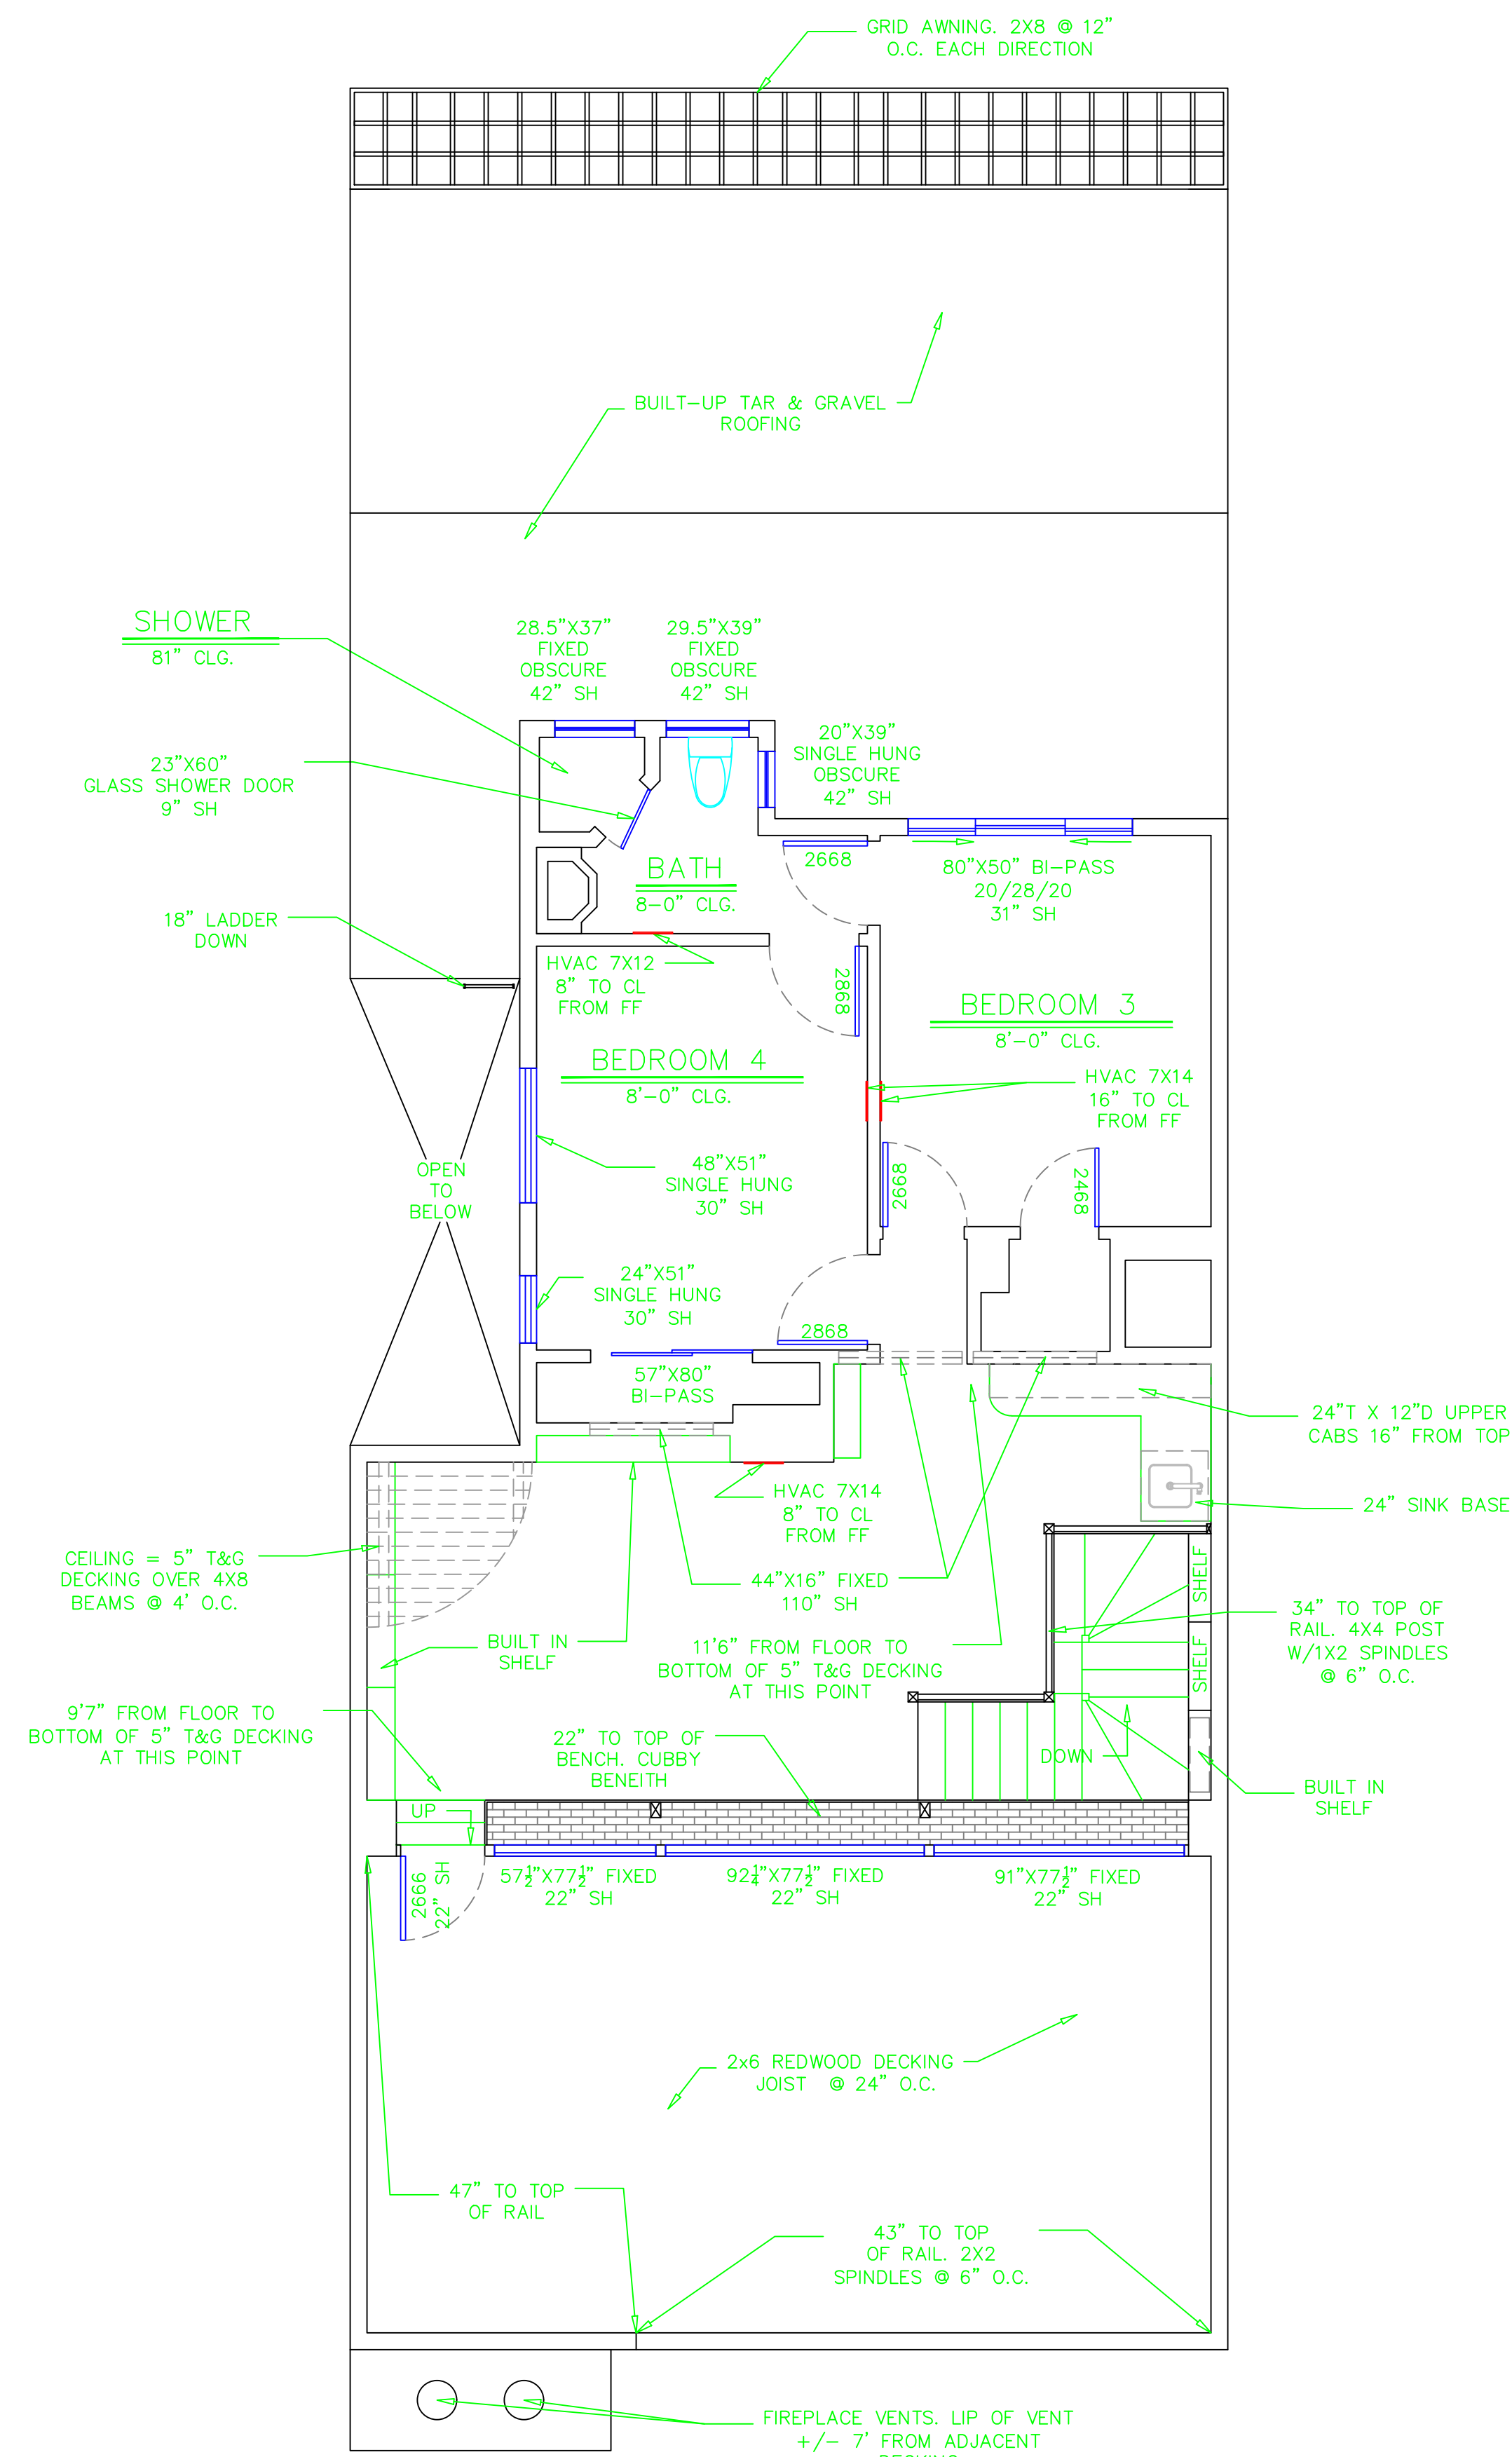 GRID AWNING. 2X8 @ 12"
O.C. EACH DIRECTION
BUILT-UP TAR & GRAVEL
ROOFING
SHOWER
81" CLG.
28.5"X37"
FIXED
OBSCURE
42" SH
29.5"X39"
FIXED
OBSCURE
42" SH
20"X39"
SINGLE HUNG
OBSCURE
42" SH
23"X60"
GLASS SHOWER DOOR
9" SH
BATH
8-0" CLG.
2668
80"X50" BI-PASS
20/28/20
31" SH
18" LADDER
DOWN
HVAC 7X12
8" TO CL
FROM FF
2868
BEDROOM 3
8'-0" CLG.
BEDROOM 4
8'-0" CLG.
HVAC 7X14
16" TO CL
FROM FF
OPEN
TO
BELOW
48"X51"
SINGLE HUNG
30" SH
2668
2468
24"X51"
SINGLE HUNG
30" SH
2868
57"X80"
BI-PASS
24"T X 12"D UPPER
CABS 16" FROM TOP
HVAC 7X14
8" TO CL
FROM FF
24" SINK BASE
CEILING = 5" T&G
DECKING OVER 4X8
BEAMS @ 4' O.C.
44"X16" FIXED
110" SH
SHELF
SHELF
34" TO TOP OF
RAIL. 4X4 POST
W/1X2 SPINDLES
@ 6" O.C.
BUILT IN
SHELF
11'6" FROM FLOOR TO
BOTTOM OF 5" T&G DECKING
AT THIS POINT
9'7" FROM FLOOR TO
BOTTOM OF 5" T&G DECKING
AT THIS POINT
22" TO TOP OF
BENCH. CUBBY
BENEITH
DOWN
BUILT IN
SHELF
UP
2666
22" SH
57½"X77½" FIXED
22" SH
92¼"X77½" FIXED
22" SH
91"X77½" FIXED
22" SH
2x6 REDWOOD DECKING
JOIST @ 24" O.C.
47" TO TOP
OF RAIL
43" TO TOP
OF RAIL. 2X2
SPINDLES @ 6" O.C.
FIREPLACE VENTS. LIP OF VENT
+/- 7' FROM ADJACENT